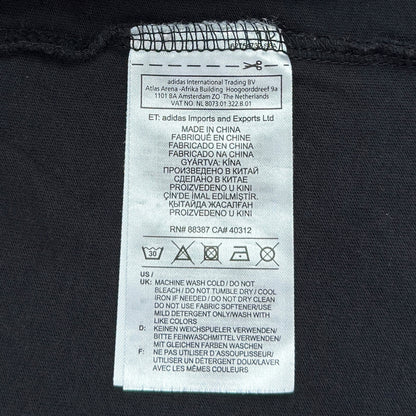 adidas International Trading BV
Atlas Arena -Afrika Building Hoogoorddreef 9a
1101 BA Amsterdam ZO The Netherlands
VAT NO. NL 8073.01.322.B.01
ET: adidas Imports and Exports Ltd
MADE IN CHINA
FABRIQUÉ EN CHINE
FABRICADO EN CHINA
FABRICADO NA CHINA
GYÁRTVA: KÍNA
ПРОИЗВЕДЕНО В КИТАЙ
СДЕЛАНО В КИТАЕ
PROIZVEDENO U KINI
ÇİN'DE İMAL EDİLMİŞTİR
ҚЫТАЙДА ЖАСАЛҒАН
PROIZVEDENO U KINI
RN# 88387 CA# 40312
30
US /
UK: MACHINE WASH COLD / DO NOT
BLEACH / DO NOT TUMBLE DRY / COOL
IRON IF NEEDED / DO NOT DRY CLEAN
DO NOT USE FABRIC SOFTENER/USE
MILD DETERGENT ONLY/WASH WITH
LIKE COLORS
D: KEINEN WEICHSPUELER VERWENDEN/
BITTE FEINWASCHMITTEL VERWENDEN/
MIT GLEICHEN FARBEN WASCHEN
F: NE PAS UTILISER D'ASSOUPLISSEUR/
UTILISER UN DETERGENT DOUX/LAVER
AVEC LES MÊMES COULEURS